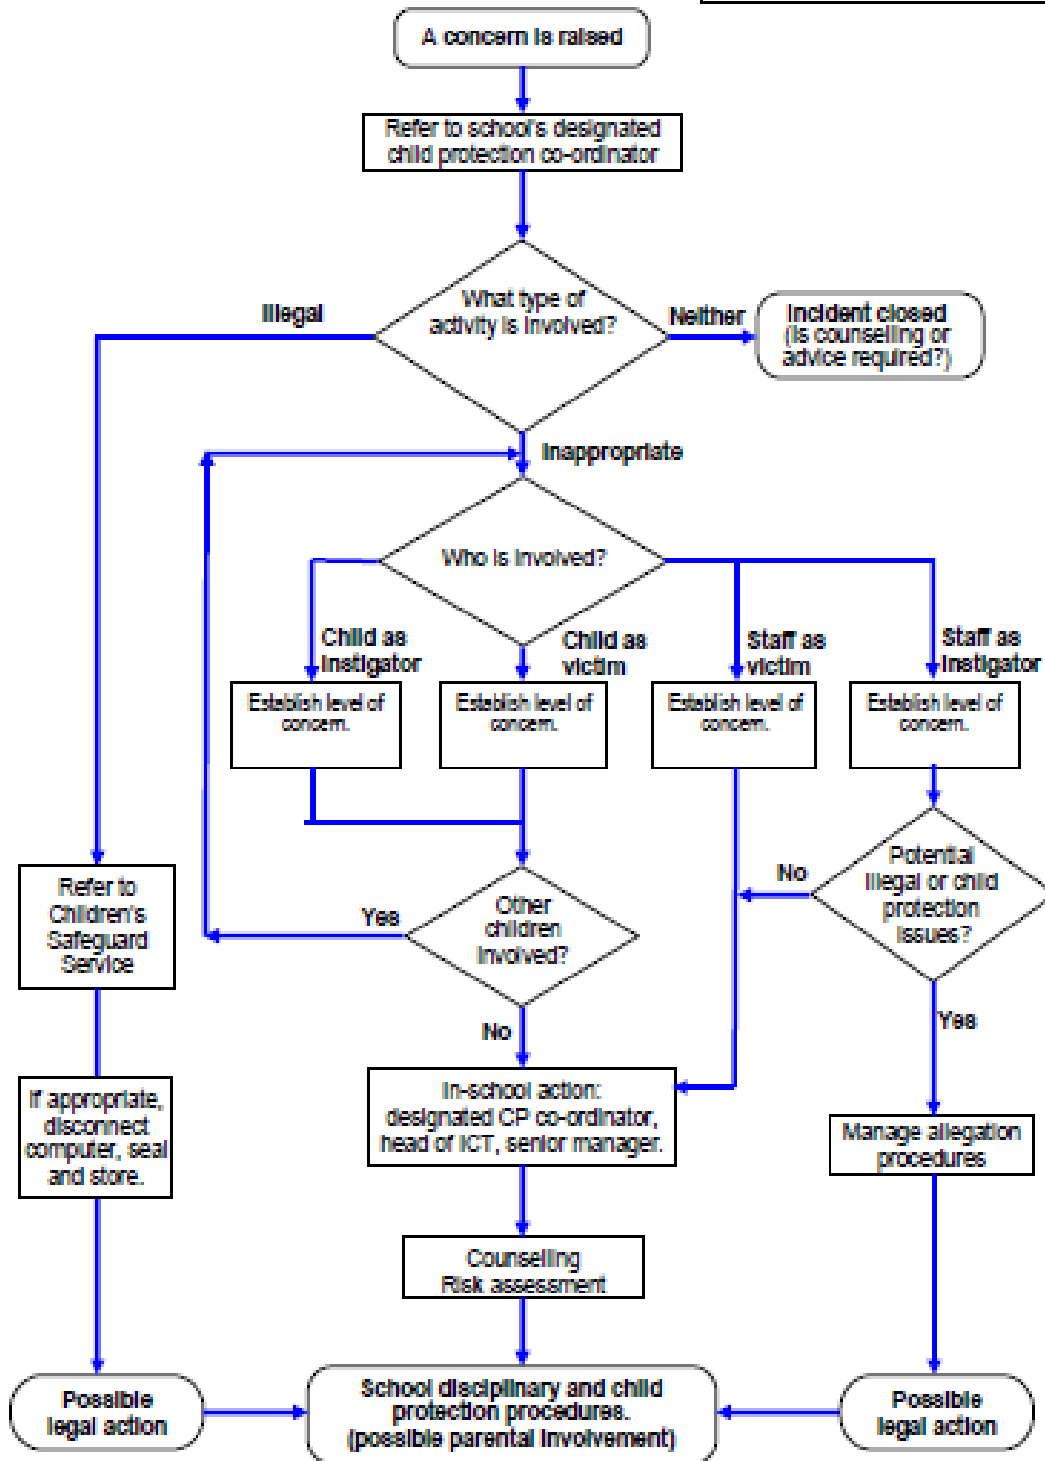 A concern is raised
Refer to school's designated
child protection co-ordinator
What type of
activity is involved?
Illegal
Neither
Incident closed
(is counselling or
advice required?)
Inappropriate
Who is involved?
Child as
instigator
Child as
victim
Staff as
victim
Staff as
instigator
Establish level of
concern.
Establish level of
concern.
Establish level of
concern.
Establish level of
concern.
Refer to
Children's
Safeguard
Service
Yes
Other
children
involved?
No
Potential
illegal or child
protection
issues?
No
Yes
If appropriate,
disconnect
computer, seal
and store.
In-school action:
designated CP co-ordinator,
head of ICT, senior manager.
Manage allegation
procedures
Counselling
Risk assessment
Possible
legal action
School disciplinary and child
protection procedures.
(possible parental involvement)
Possible
legal action